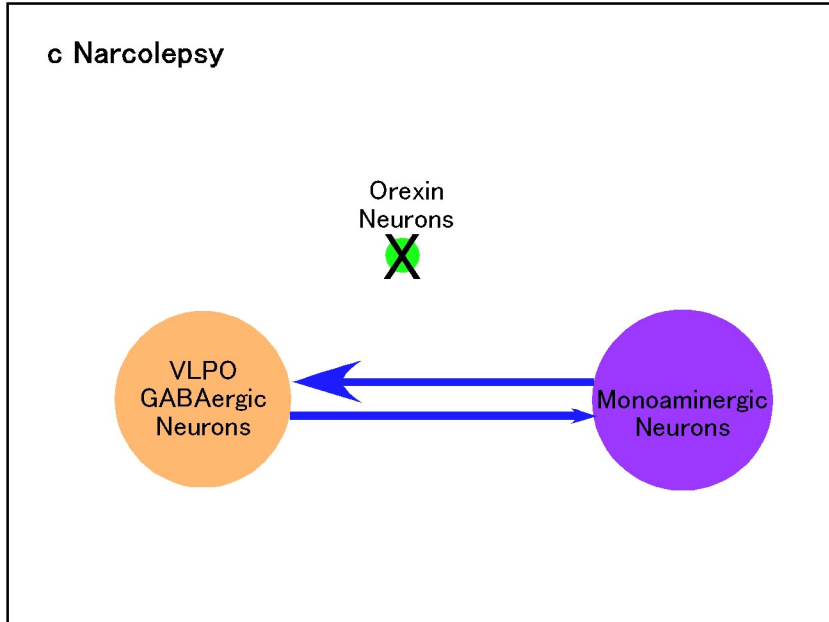 c Narcolepsy
Orexin
Neurons
X
VLPO
GABAergic
Neurons
Monoaminergic
Neurons